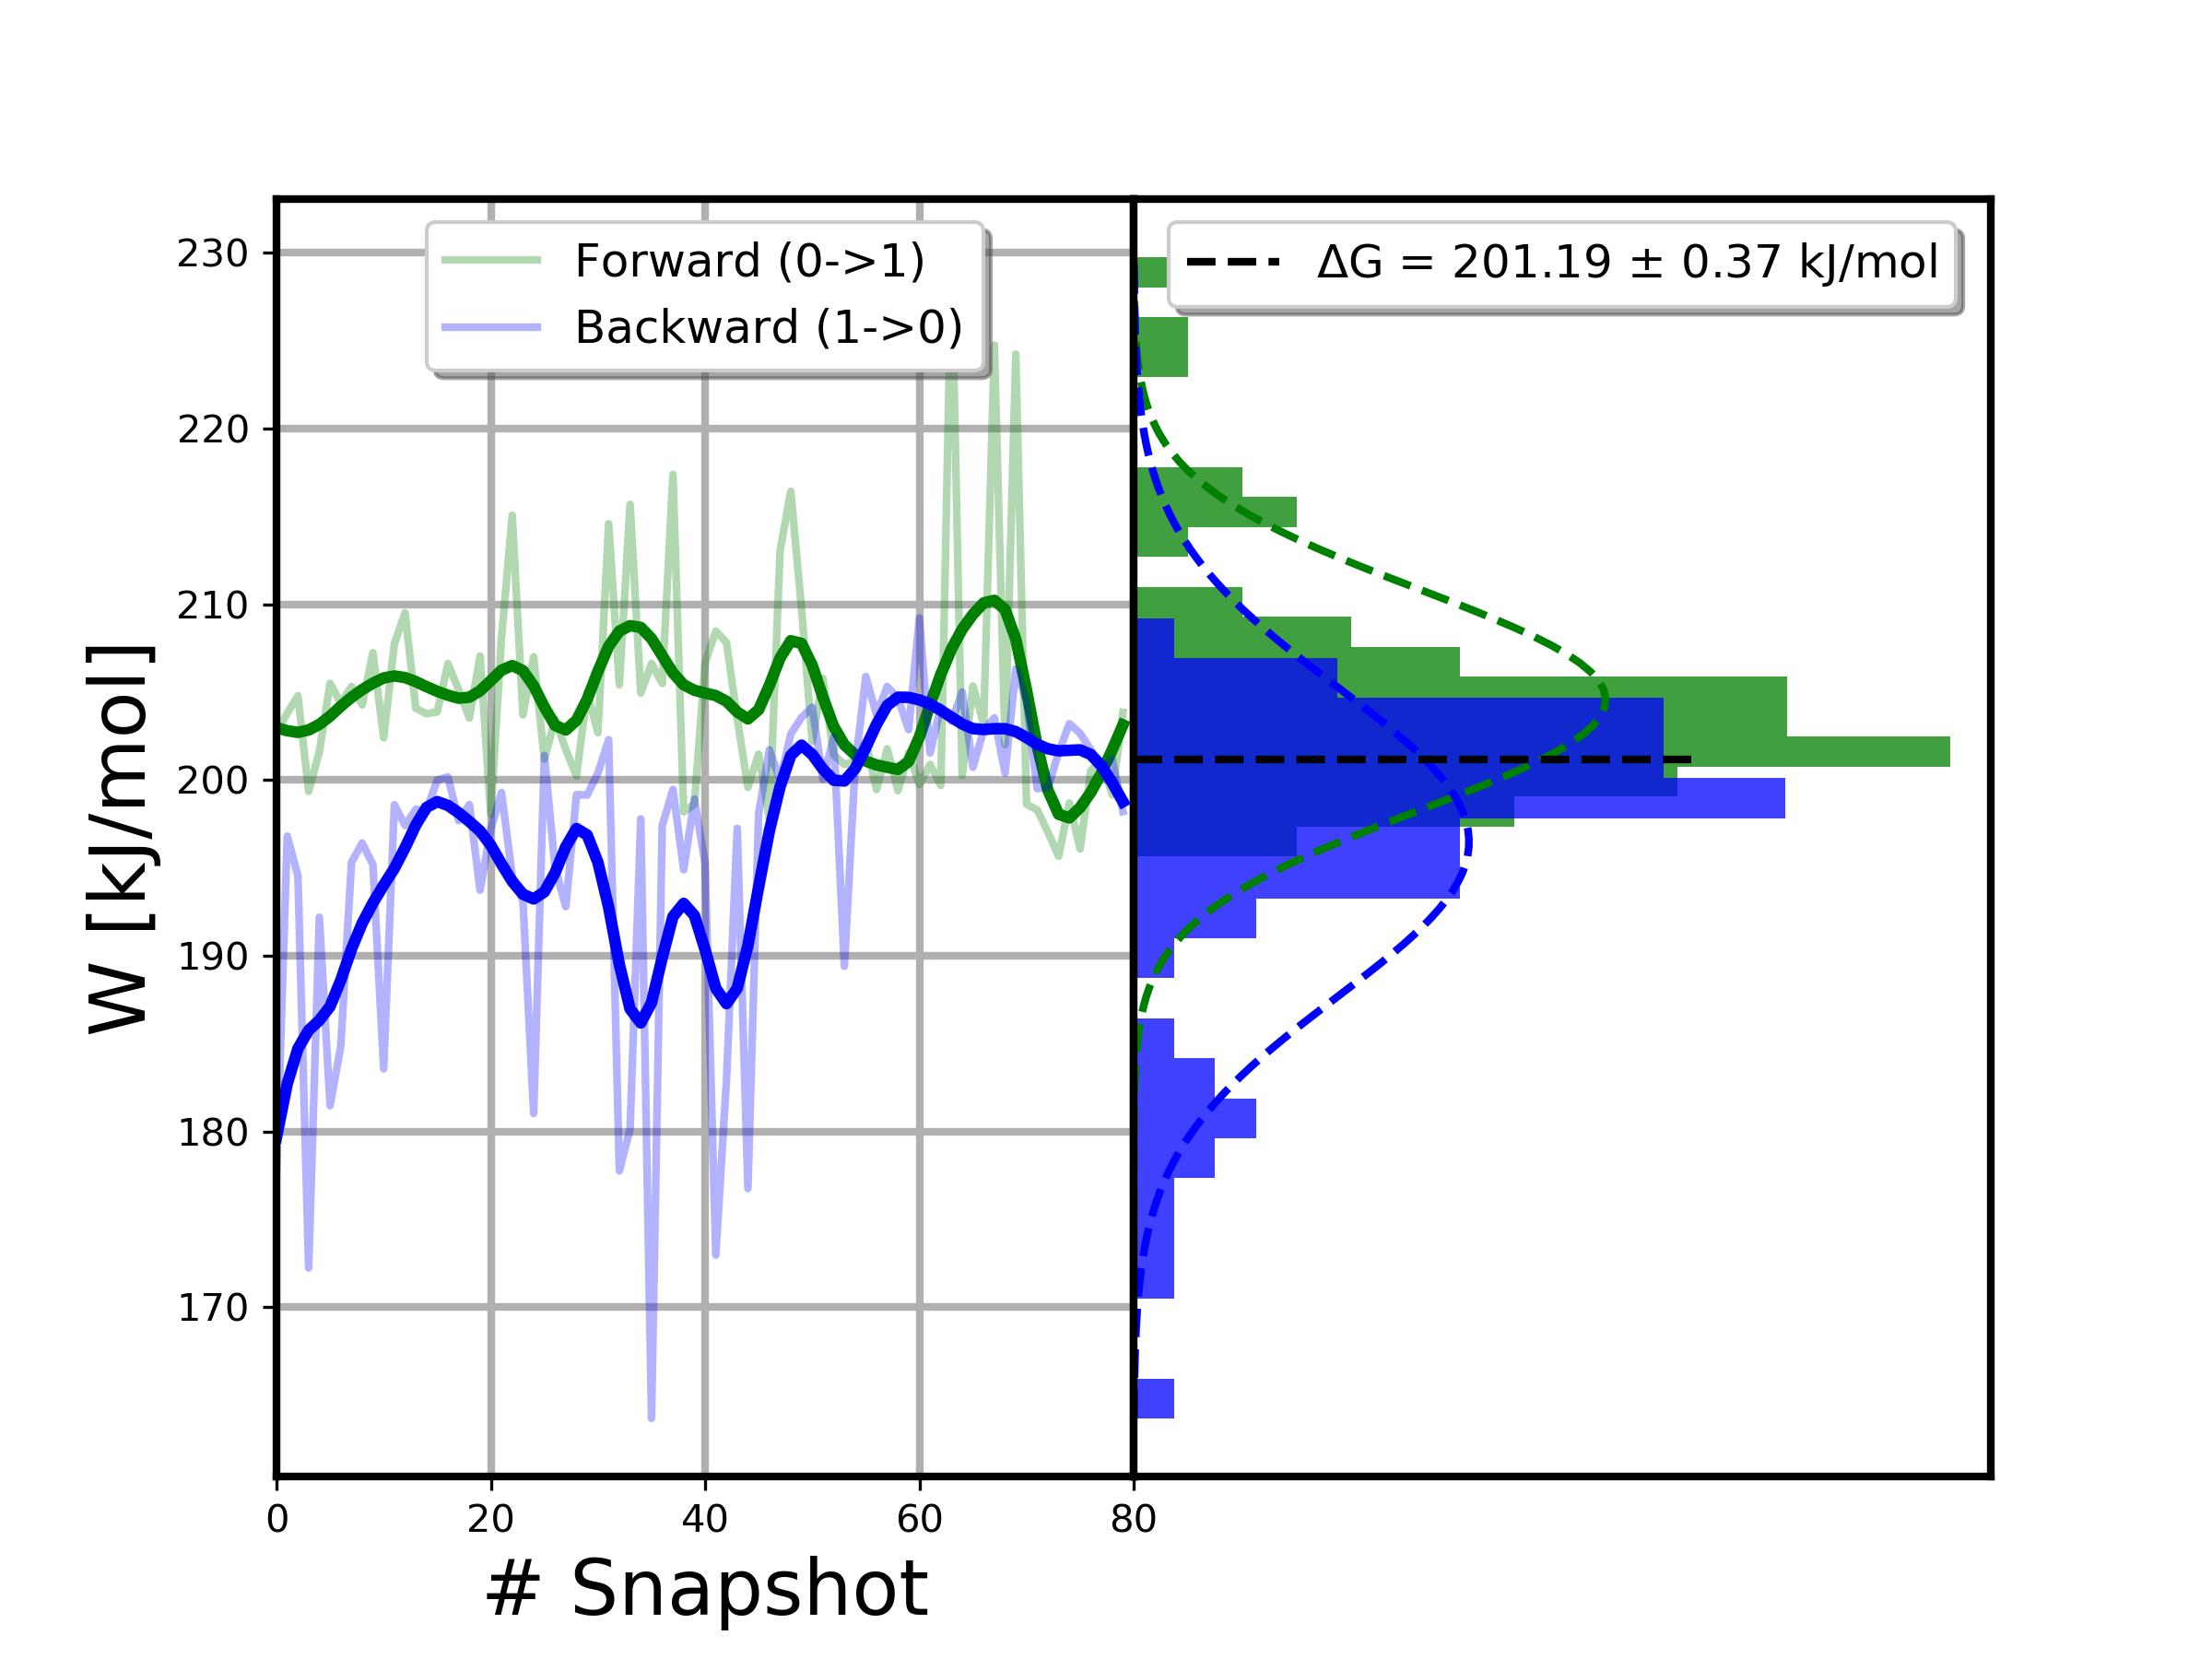 Forward (0->1)
Backward (1->0)
ΔG = 201.19 ± 0.37 kJ/mol
230
220
210
200
190
180
170
W [kJ/mol]
0
20
40
60
80
# Snapshot